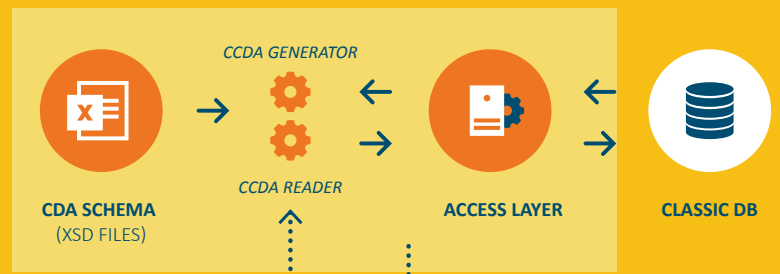 CCDA GENERATOR
X
CCDA READER
CDA SCHEMA
(XSD FILES)
ACCESS LAYER
CLASSIC DB